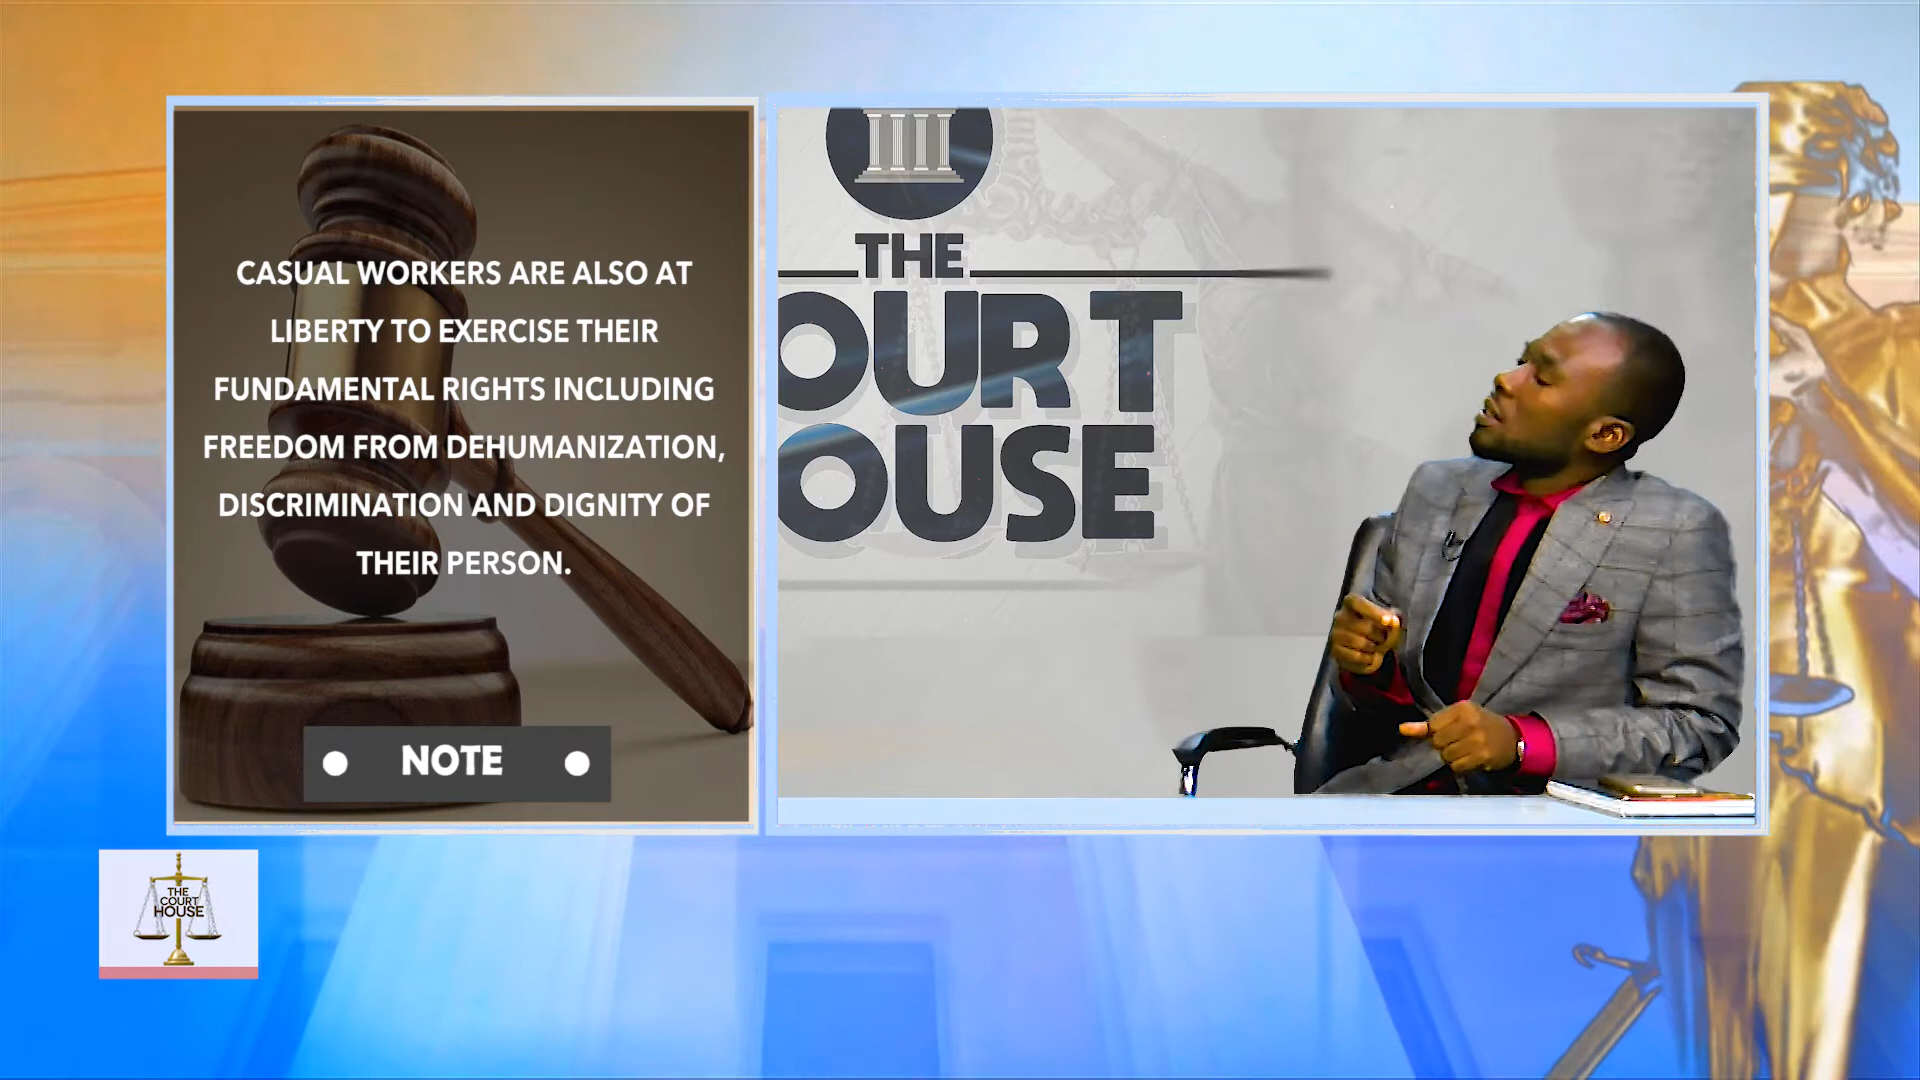 CASUAL WORKERS ARE ALSO AT
LIBERTY TO EXERCISE THEIR
FUNDAMENTAL RIGHTS INCLUDING
FREEDOM FROM DEHUMANIZATION,
DISCRIMINATION AND DIGNITY OF
THEIR PERSON.
NOTE
THE
OURT
OUSE
THE
COURT
HOUSE